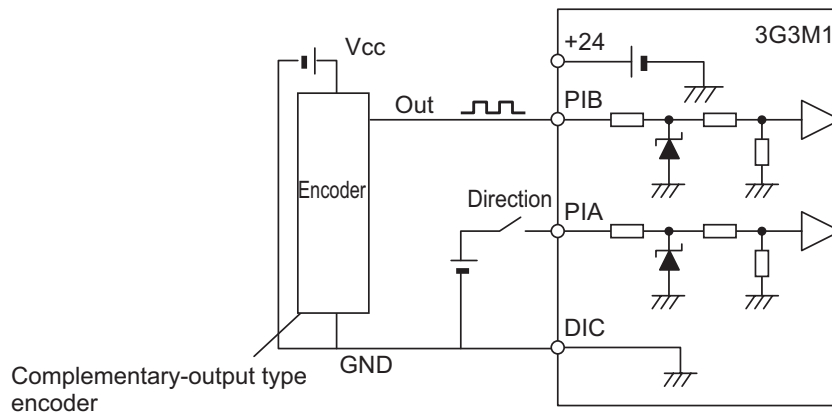 Vcc
+24
3G3M1
Out
PIB
Encoder
Direction
PIA
DIC
GND
Complementary-output type
encoder